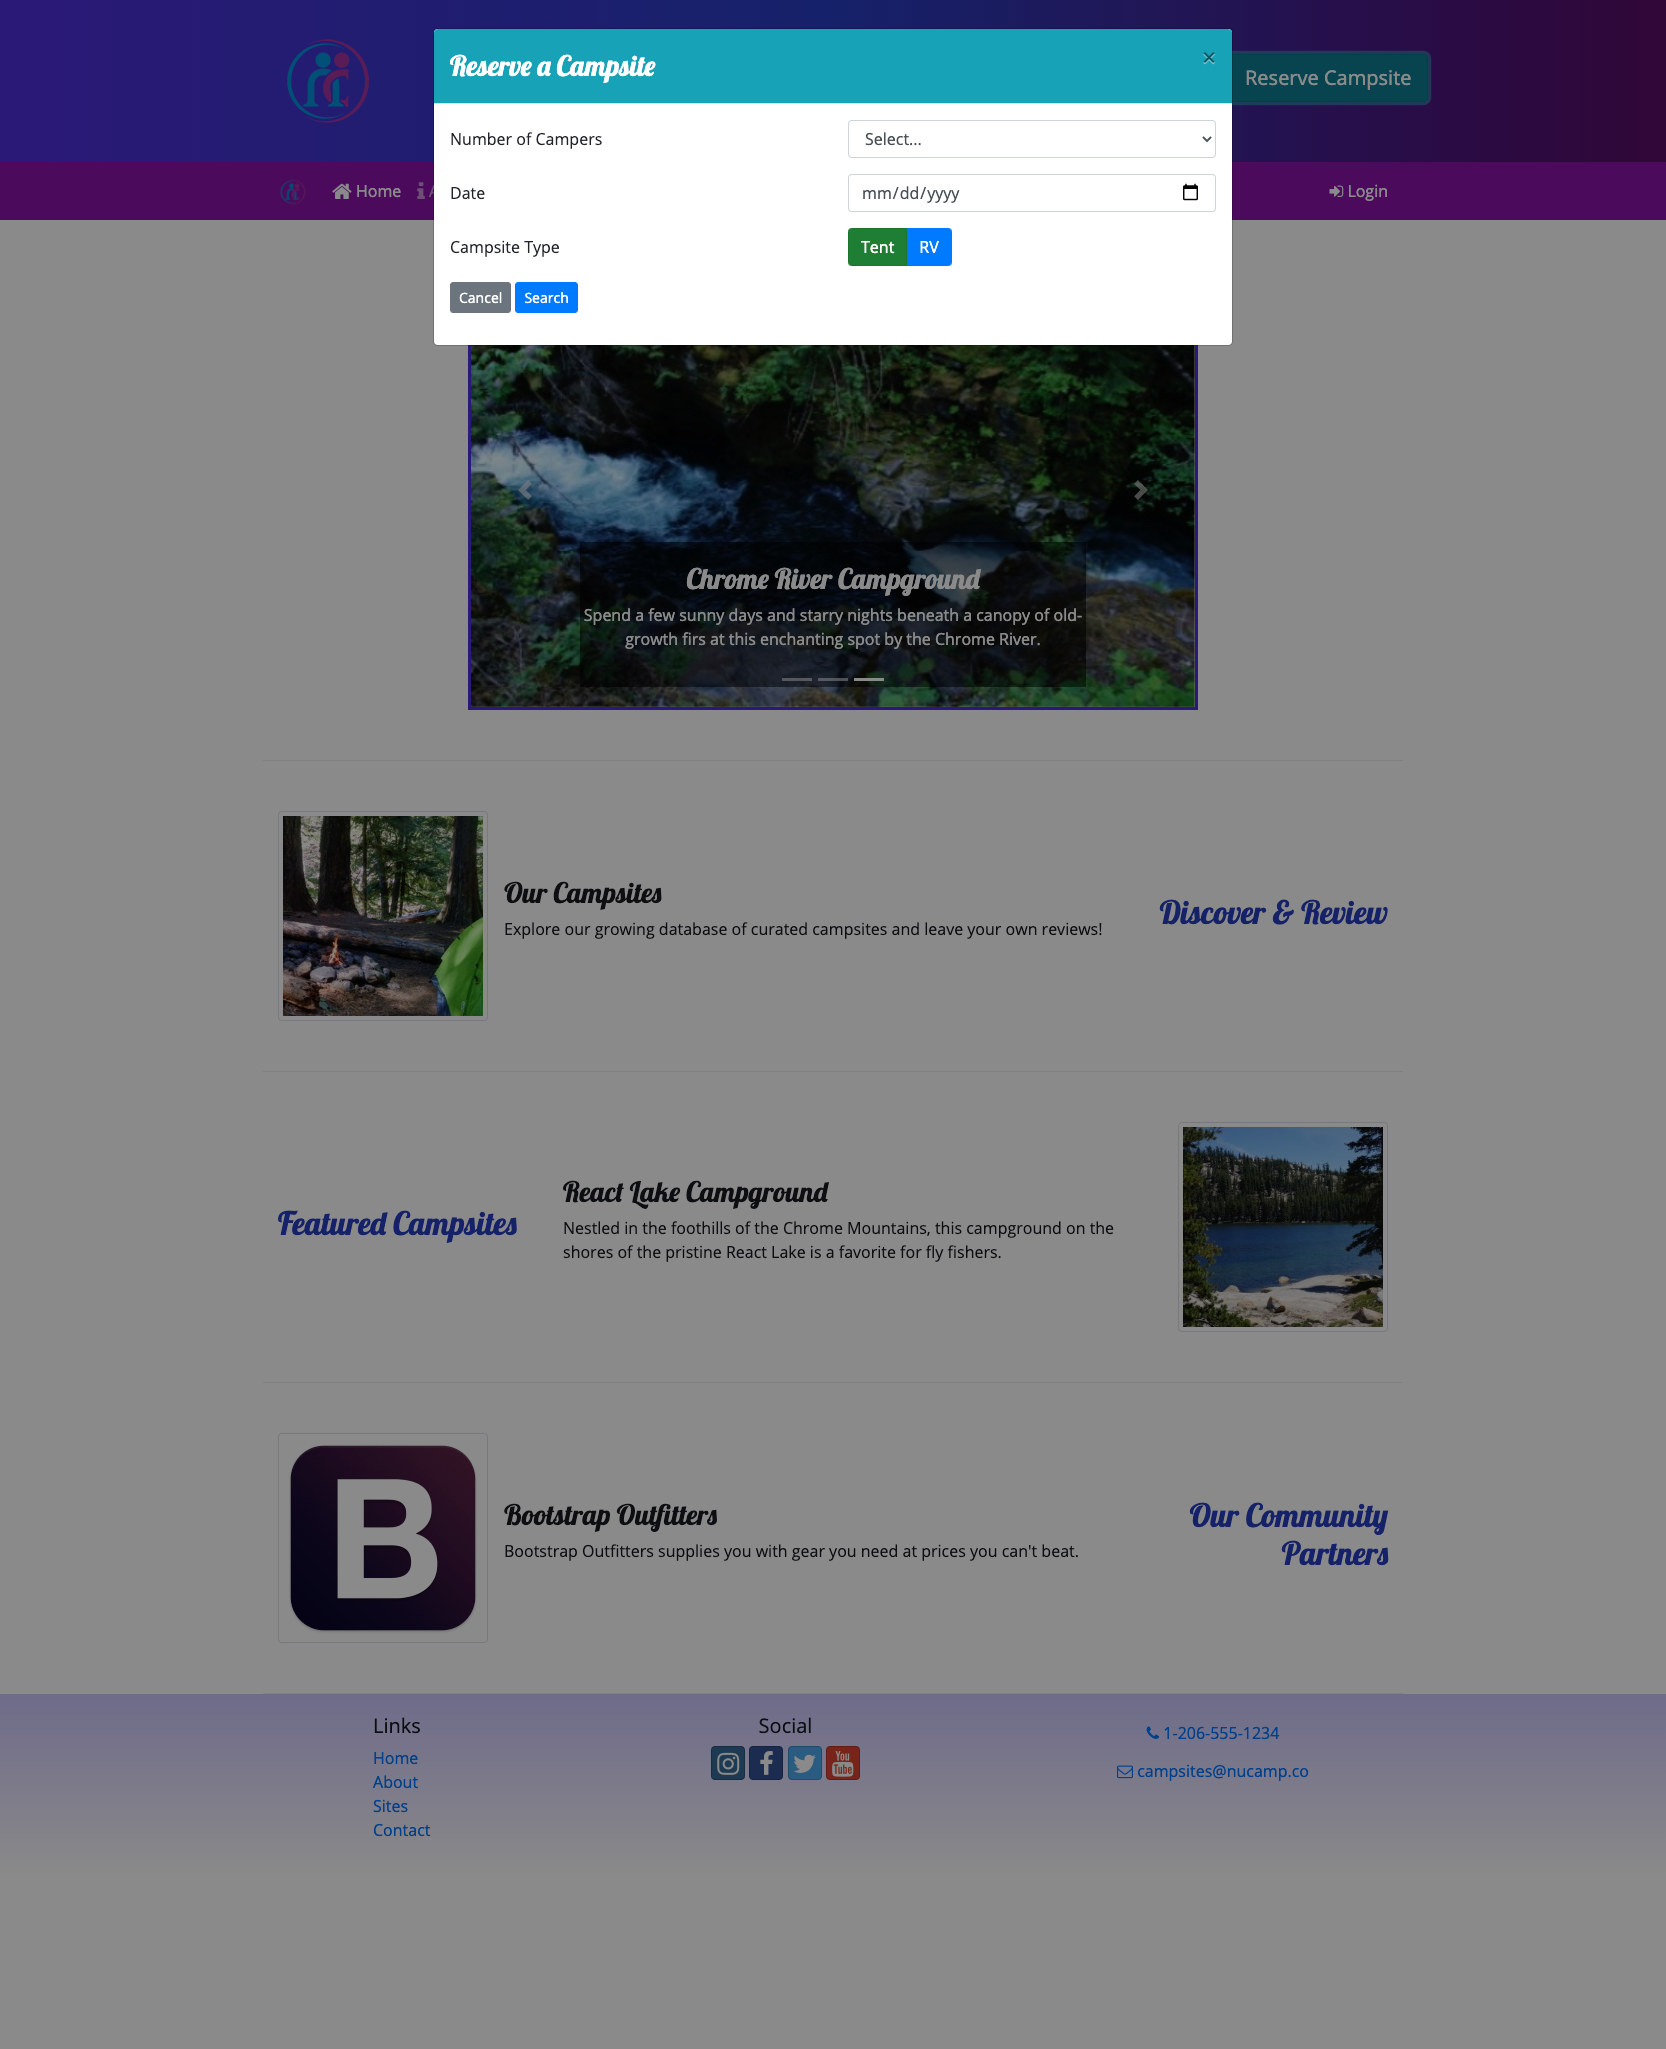 Reserve a Campsite
×
Reserve Campsite
Number of Campers
Select...
Home
Login
Date
mm/dd/yyyy
Campsite Type
Tent
RV
Cancel
Search
Chrome River Campground
Spend a few sunny days and starry nights beneath a canopy of old-
growth firs at this enchanting spot by the Chrome River.
Our Campsites
Explore our growing database of curated campsites and leave your own reviews!
Discover & Review
Featured Campsites
React Lake Campground
Nestled in the foothills of the Chrome Mountains, this campground on the
shores of the pristine React Lake is a favorite for fly fishers.
B
Bootstrap Outfitters
Bootstrap Outfitters supplies you with gear you need at prices you can't beat.
Our Community
Partners
Links
Home
About
Sites
Contact
Social
You
Tube
1-206-555-1234
campsites@nucamp.co